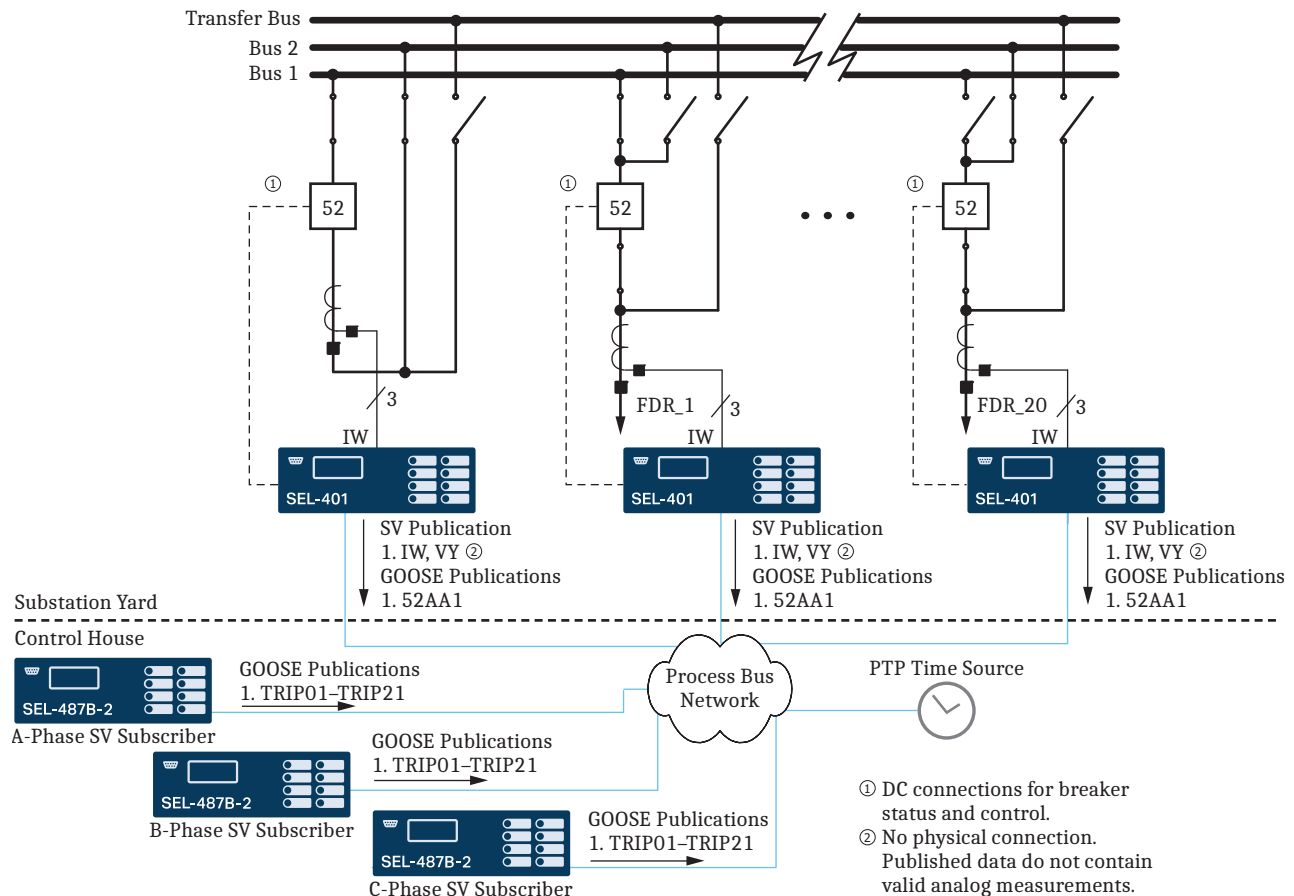 Transfer Bus
Bus 2
Bus 1
①
52
①
52
①
52
3
IW
FDR_1
3
IW
FDR_20
3
IW
SEL-401
SEL-401
SEL-401
SV Publication
1. IW, VY ②
GOOSE Publications
1. 52AA1
SV Publication
1. IW, VY ②
GOOSE Publications
1. 52AA1
SV Publication
1. IW, VY ②
GOOSE Publications
1. 52AA1
Substation Yard
Control House
SEL-487B-2
A-Phase SV Subscriber
GOOSE Publications
1. TRIP01–TRIP21
SEL-487B-2
B-Phase SV Subscriber
GOOSE Publications
1. TRIP01–TRIP21
SEL-487B-2
C-Phase SV Subscriber
GOOSE Publications
1. TRIP01–TRIP21
Process Bus
Network
PTP Time Source
① DC connections for breaker
status and control.
② No physical connection.
Published data do not contain
valid analog measurements.